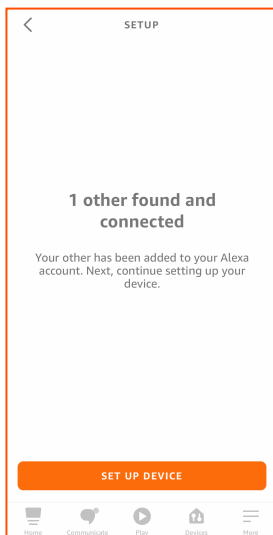 SETUP
1 other found and
connected
Your other has been added to your Alexa
account. Next, continue setting up your
device.
SET UP DEVICE
Home Communicate Play Devices More